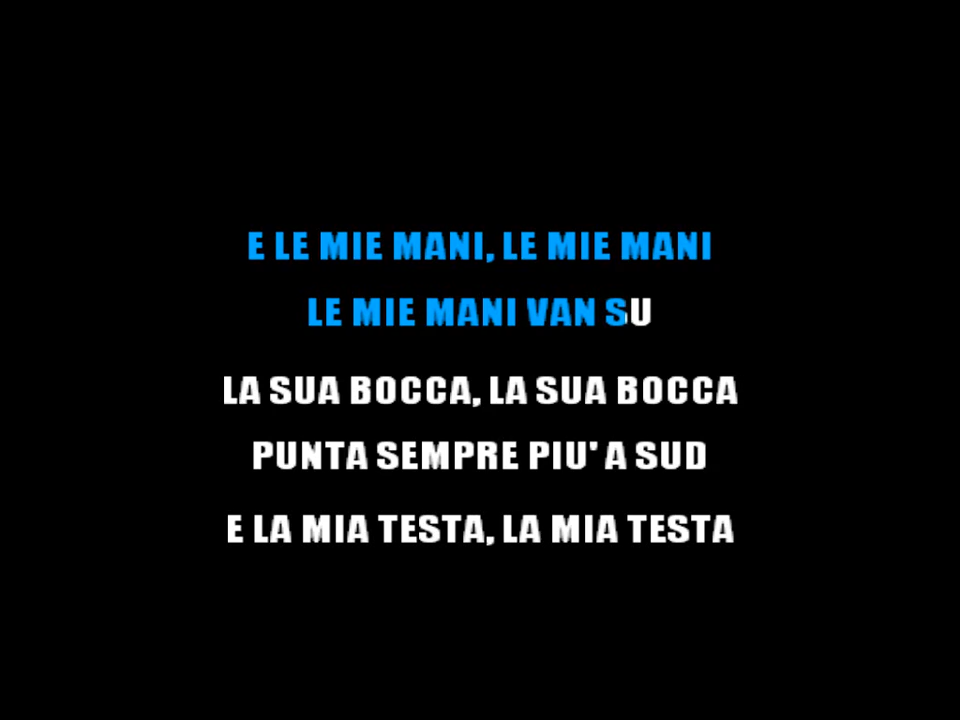 E LE MIE MANI, LE MIE MANI
LE MIE MANI VAN SU
LA SUA BOCCA, LA SUA BOCCA
PUNTA SEMPRE PIU' A SUD
E LA MIA TESTA, LA MIA TESTA